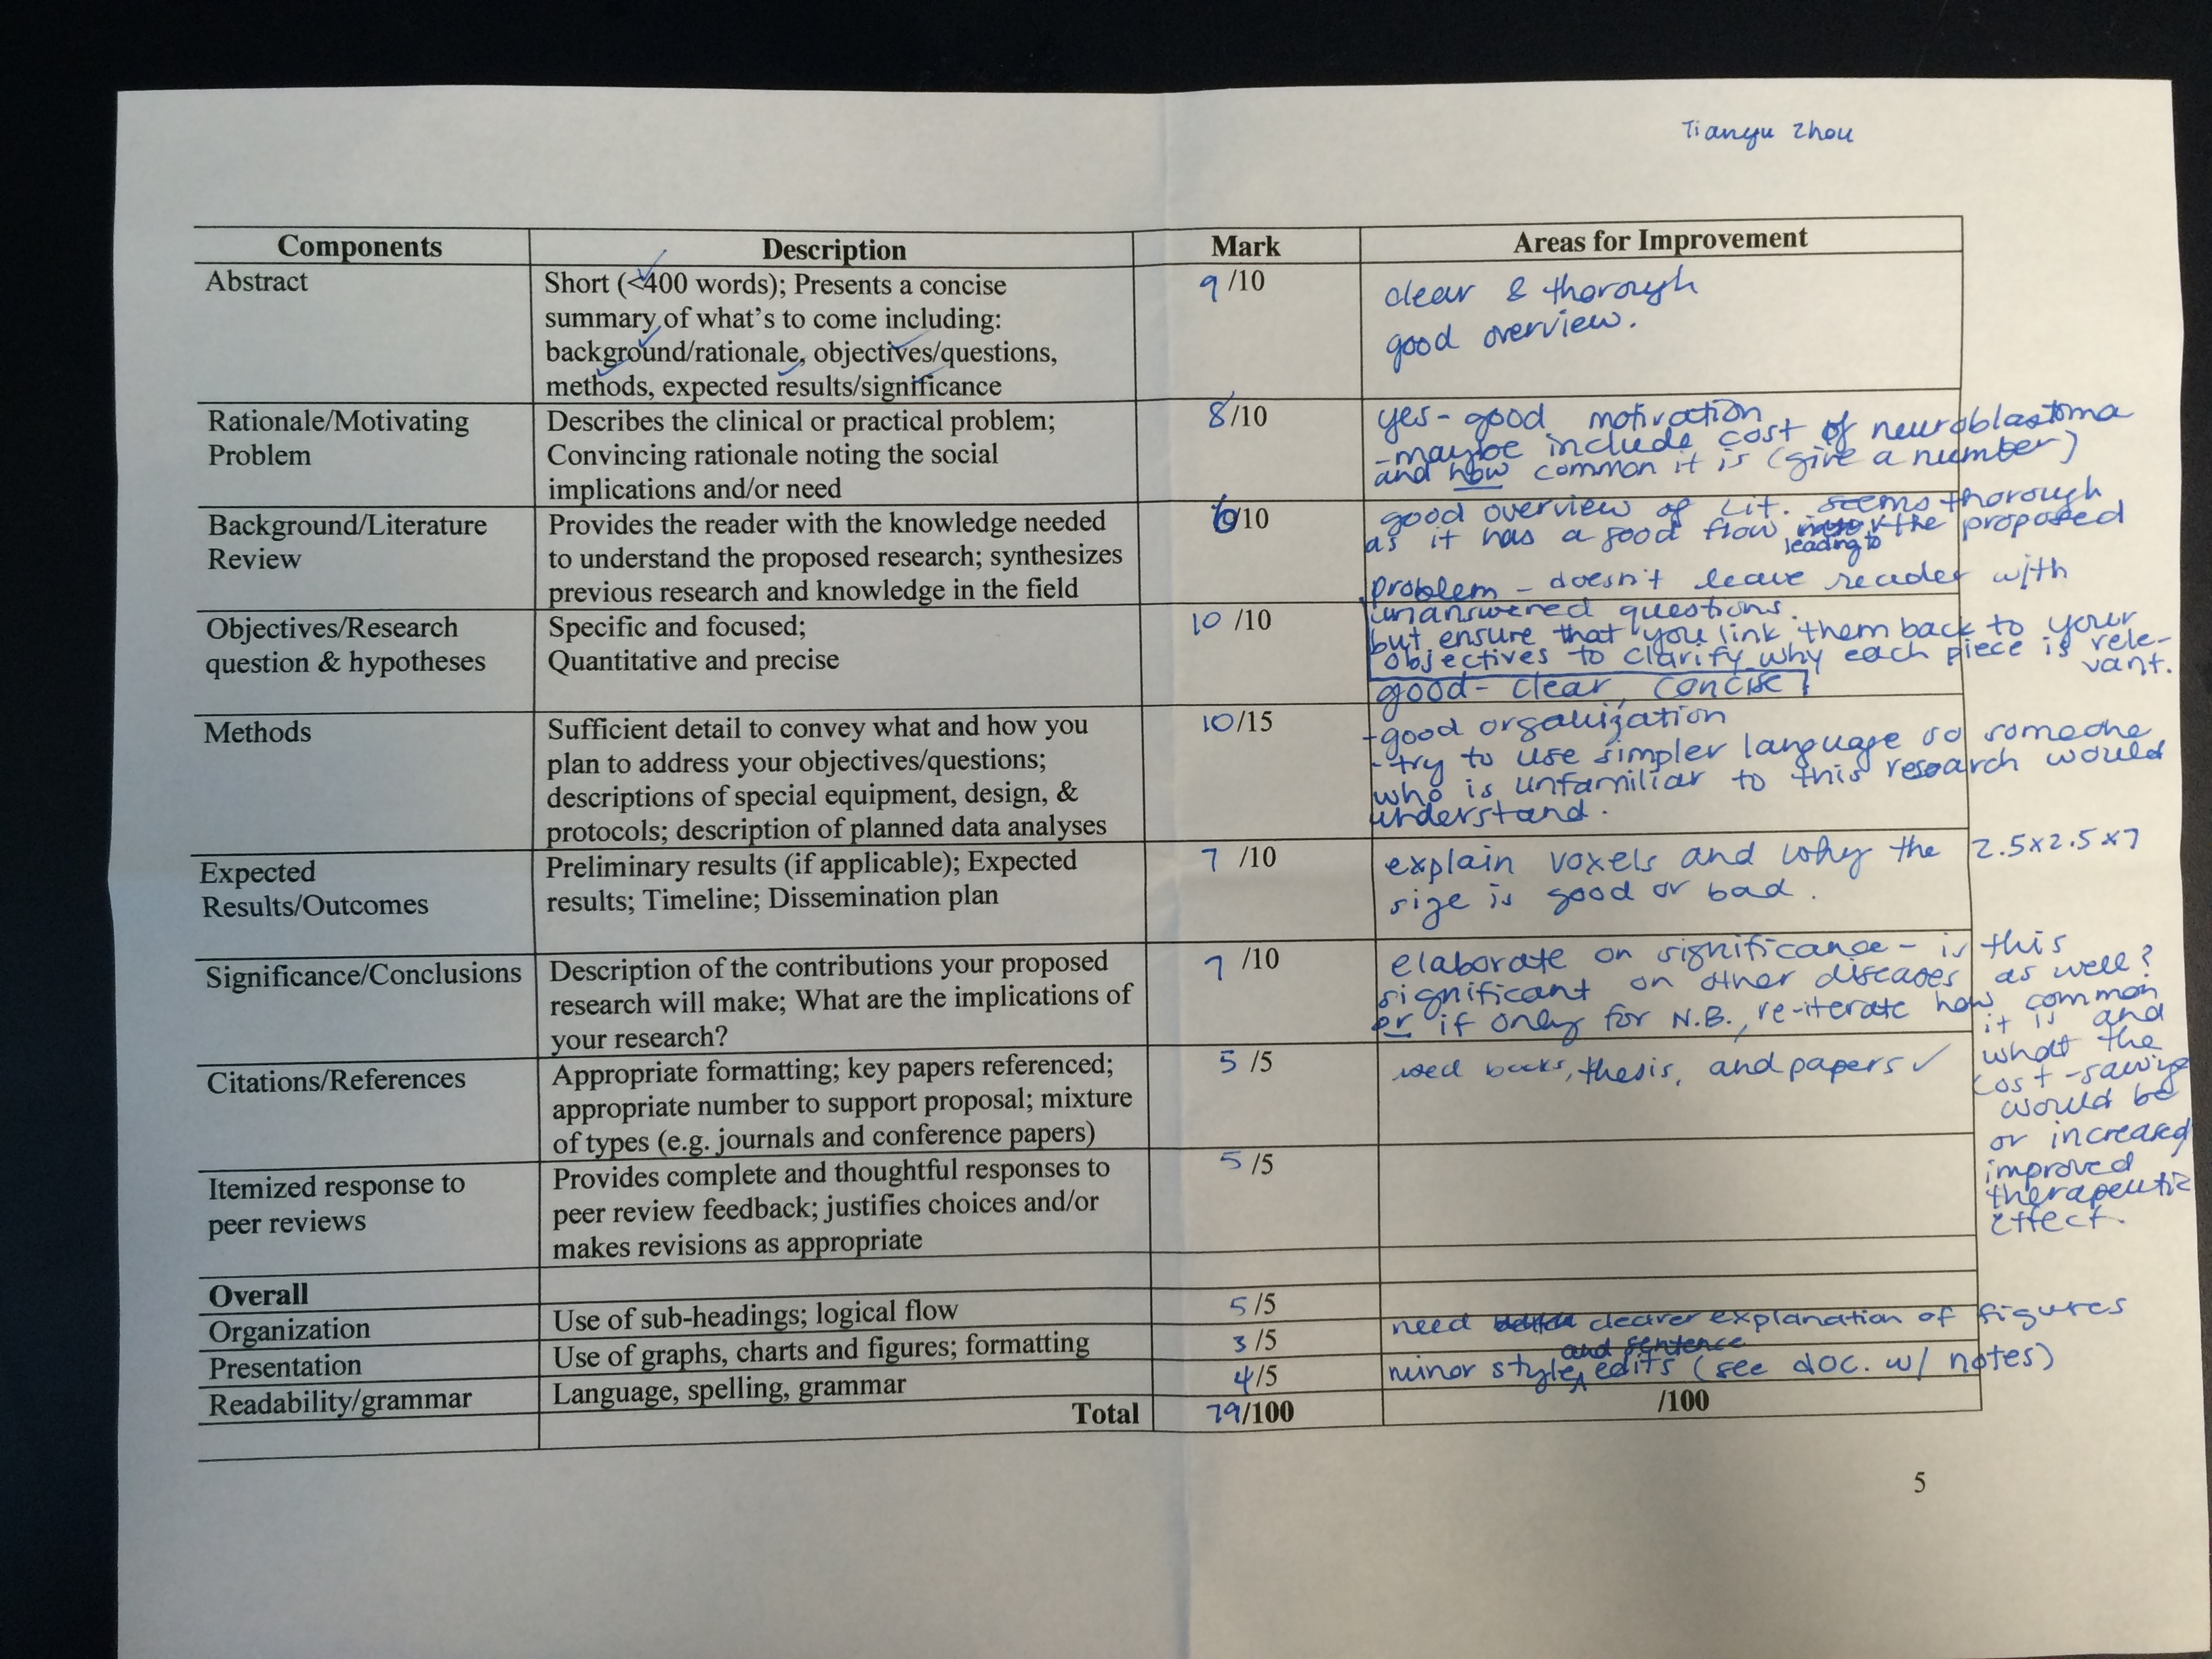 Tianyu Zhou
Components Description Mark Areas for Improvement
Abstract
Short (<400 words); Presents a concise
summary of what's to come including:
background/rationale, objectives/questions,
methods, expected results/significance
9/10
clear & thorough
good overview.
Rationale/Motivating
Problem
Describes the clinical or practical problem;
Convincing rationale noting the social
implications and/or need
8/10
yes - good motivation
- maybe include cost of neuroblastoma
and how common it is (give a number)
Background/Literature
Review
Provides the reader with the knowledge needed
to understand the proposed research; synthesizes
previous research and knowledge in the field
6/10
good overview of lit. seems thorough
as it has a good flow leading to the proposed
problem - doesn't leave reader with
unanswered questions
but ensure that you link them back to your
objectives to clarify why each piece is rele-
vant.
Objectives/Research
question & hypotheses
Specific and focused;
Quantitative and precise
10/10
good - clear concise
Methods
Sufficient detail to convey what and how you
plan to address your objectives/questions;
descriptions of special equipment, design, &
protocols; description of planned data analyses
10/15
- good organization
- try to use simpler language so someone
who is unfamiliar to this research would
understand.
Expected
Results/Outcomes
Preliminary results (if applicable); Expected
results; Timeline; Dissemination plan
7/10
explain voxels and why the 2.5x2.5x7
size is good or bad.
Significance/Conclusions
Description of the contributions your proposed
research will make; What are the implications of
your research?
7/10
elaborate on significance - is this
significant on other diseases as well?
or if only for N.B., re-iterate how common
it is and
what the
cost-savings
would be
or increased
improved
therapeutic
effect.
Citations/References
Appropriate formatting; key papers referenced;
appropriate number to support proposal; mixture
of types (e.g. journals and conference papers)
5/5
used books, thesis, and papers ✓
Itemized response to
peer reviews
Provides complete and thoughtful responses to
peer review feedback; justifies choices and/or
makes revisions as appropriate
5/5
Overall
Organization
Use of sub-headings; logical flow
5/5
Presentation
Use of graphs, charts and figures; formatting
3/5
need clearer explanation of figures
Readability/grammar
Language, spelling, grammar
4/5
minor style and sentence edits (see doc. w/ notes)
Total 79/100 /100
5